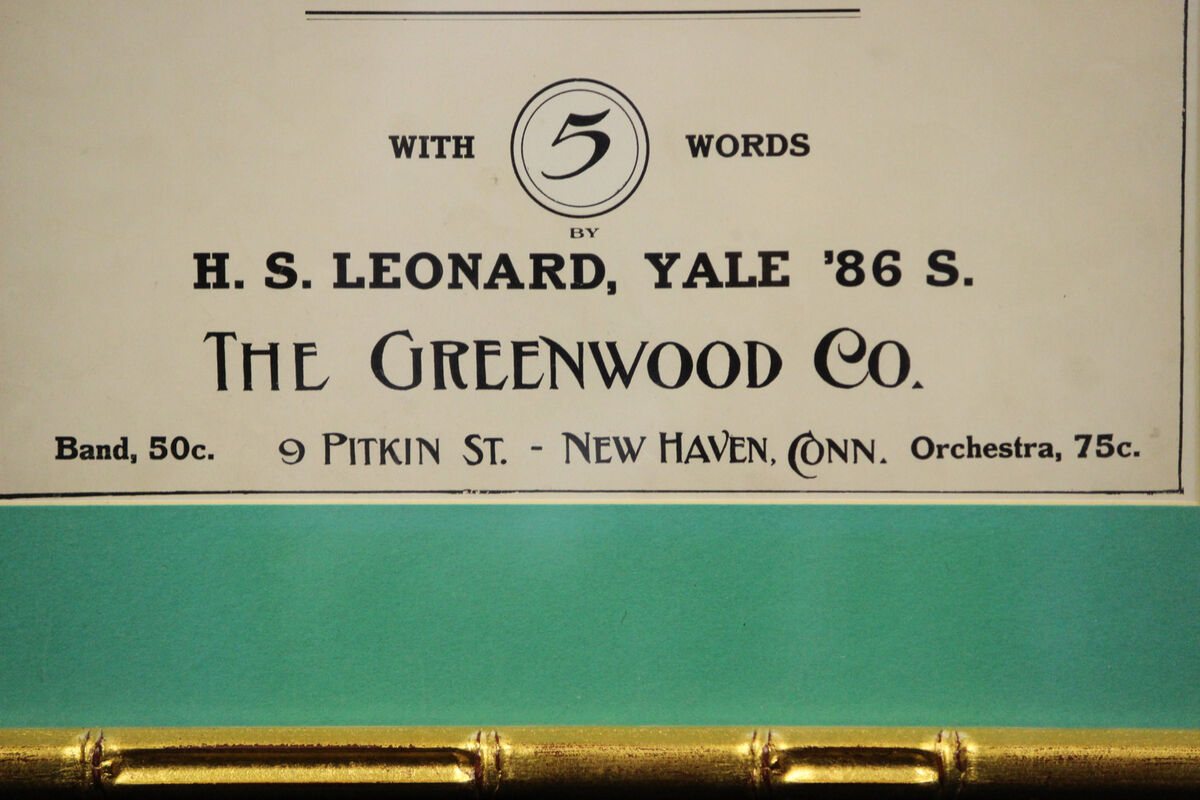 WITH 5 WORDS
BY
H. S. LEONARD, YALE '86 S.
THE GREENWOOD CO.
Band, 50c. 9 PITKIN ST. - NEW HAVEN, CONN. Orchestra, 75c.